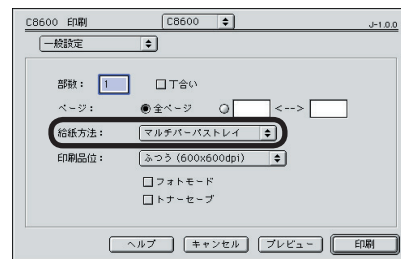 C8600 印刷 C8600 J-1.0.0
一般設定
部数： 1 丁合い
ページ： 全ページ <-->
給紙方法： マルチパーパストレイ
印刷品位： ふつう (600x600dpi)
フォトモード
トナーセーブ
ヘルプ キャンセル プレビュー 印刷